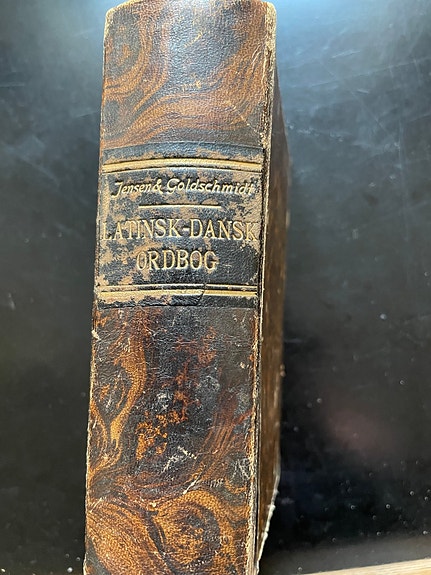 Jensen & Goldschmidt
LATINSK-DANSK
ORDBOG